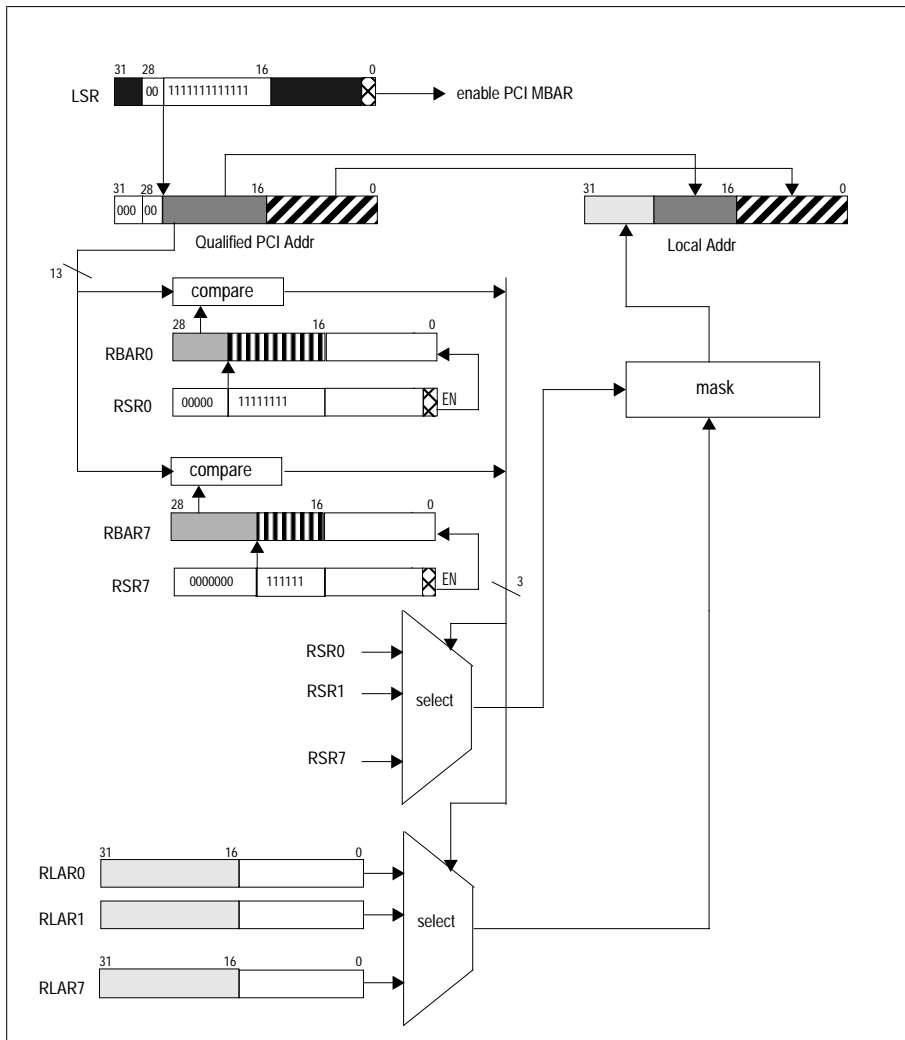 31 28 16 0
LSR 00 1111111111111 enable PCI MBAR
31 28 16 0
000 00
Qualified PCI Addr
31 16 0
Local Addr
13
compare
28 16 0
RBAR0
RSR0 00000 11111111 EN
mask
compare
28 16 0
RBAR7
RSR7 0000000 111111 EN
3
RSR0
RSR1
select
RSR7
31 16 0
RLAR0
RLAR1
select
31 16 0
RLAR7